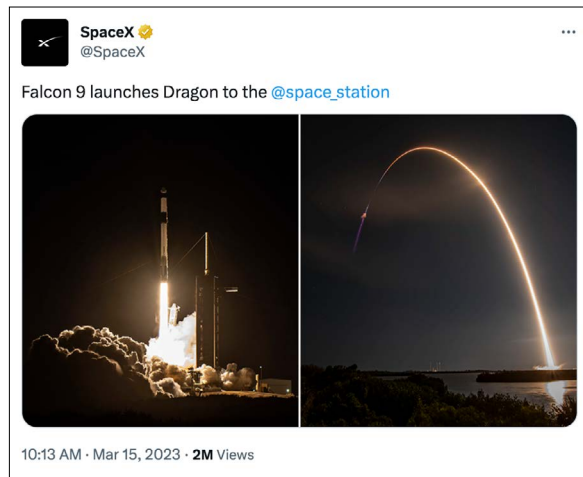 SpaceX
@SpaceX
Falcon 9 launches Dragon to the @space_station
10:13 AM · Mar 15, 2023 · 2M Views